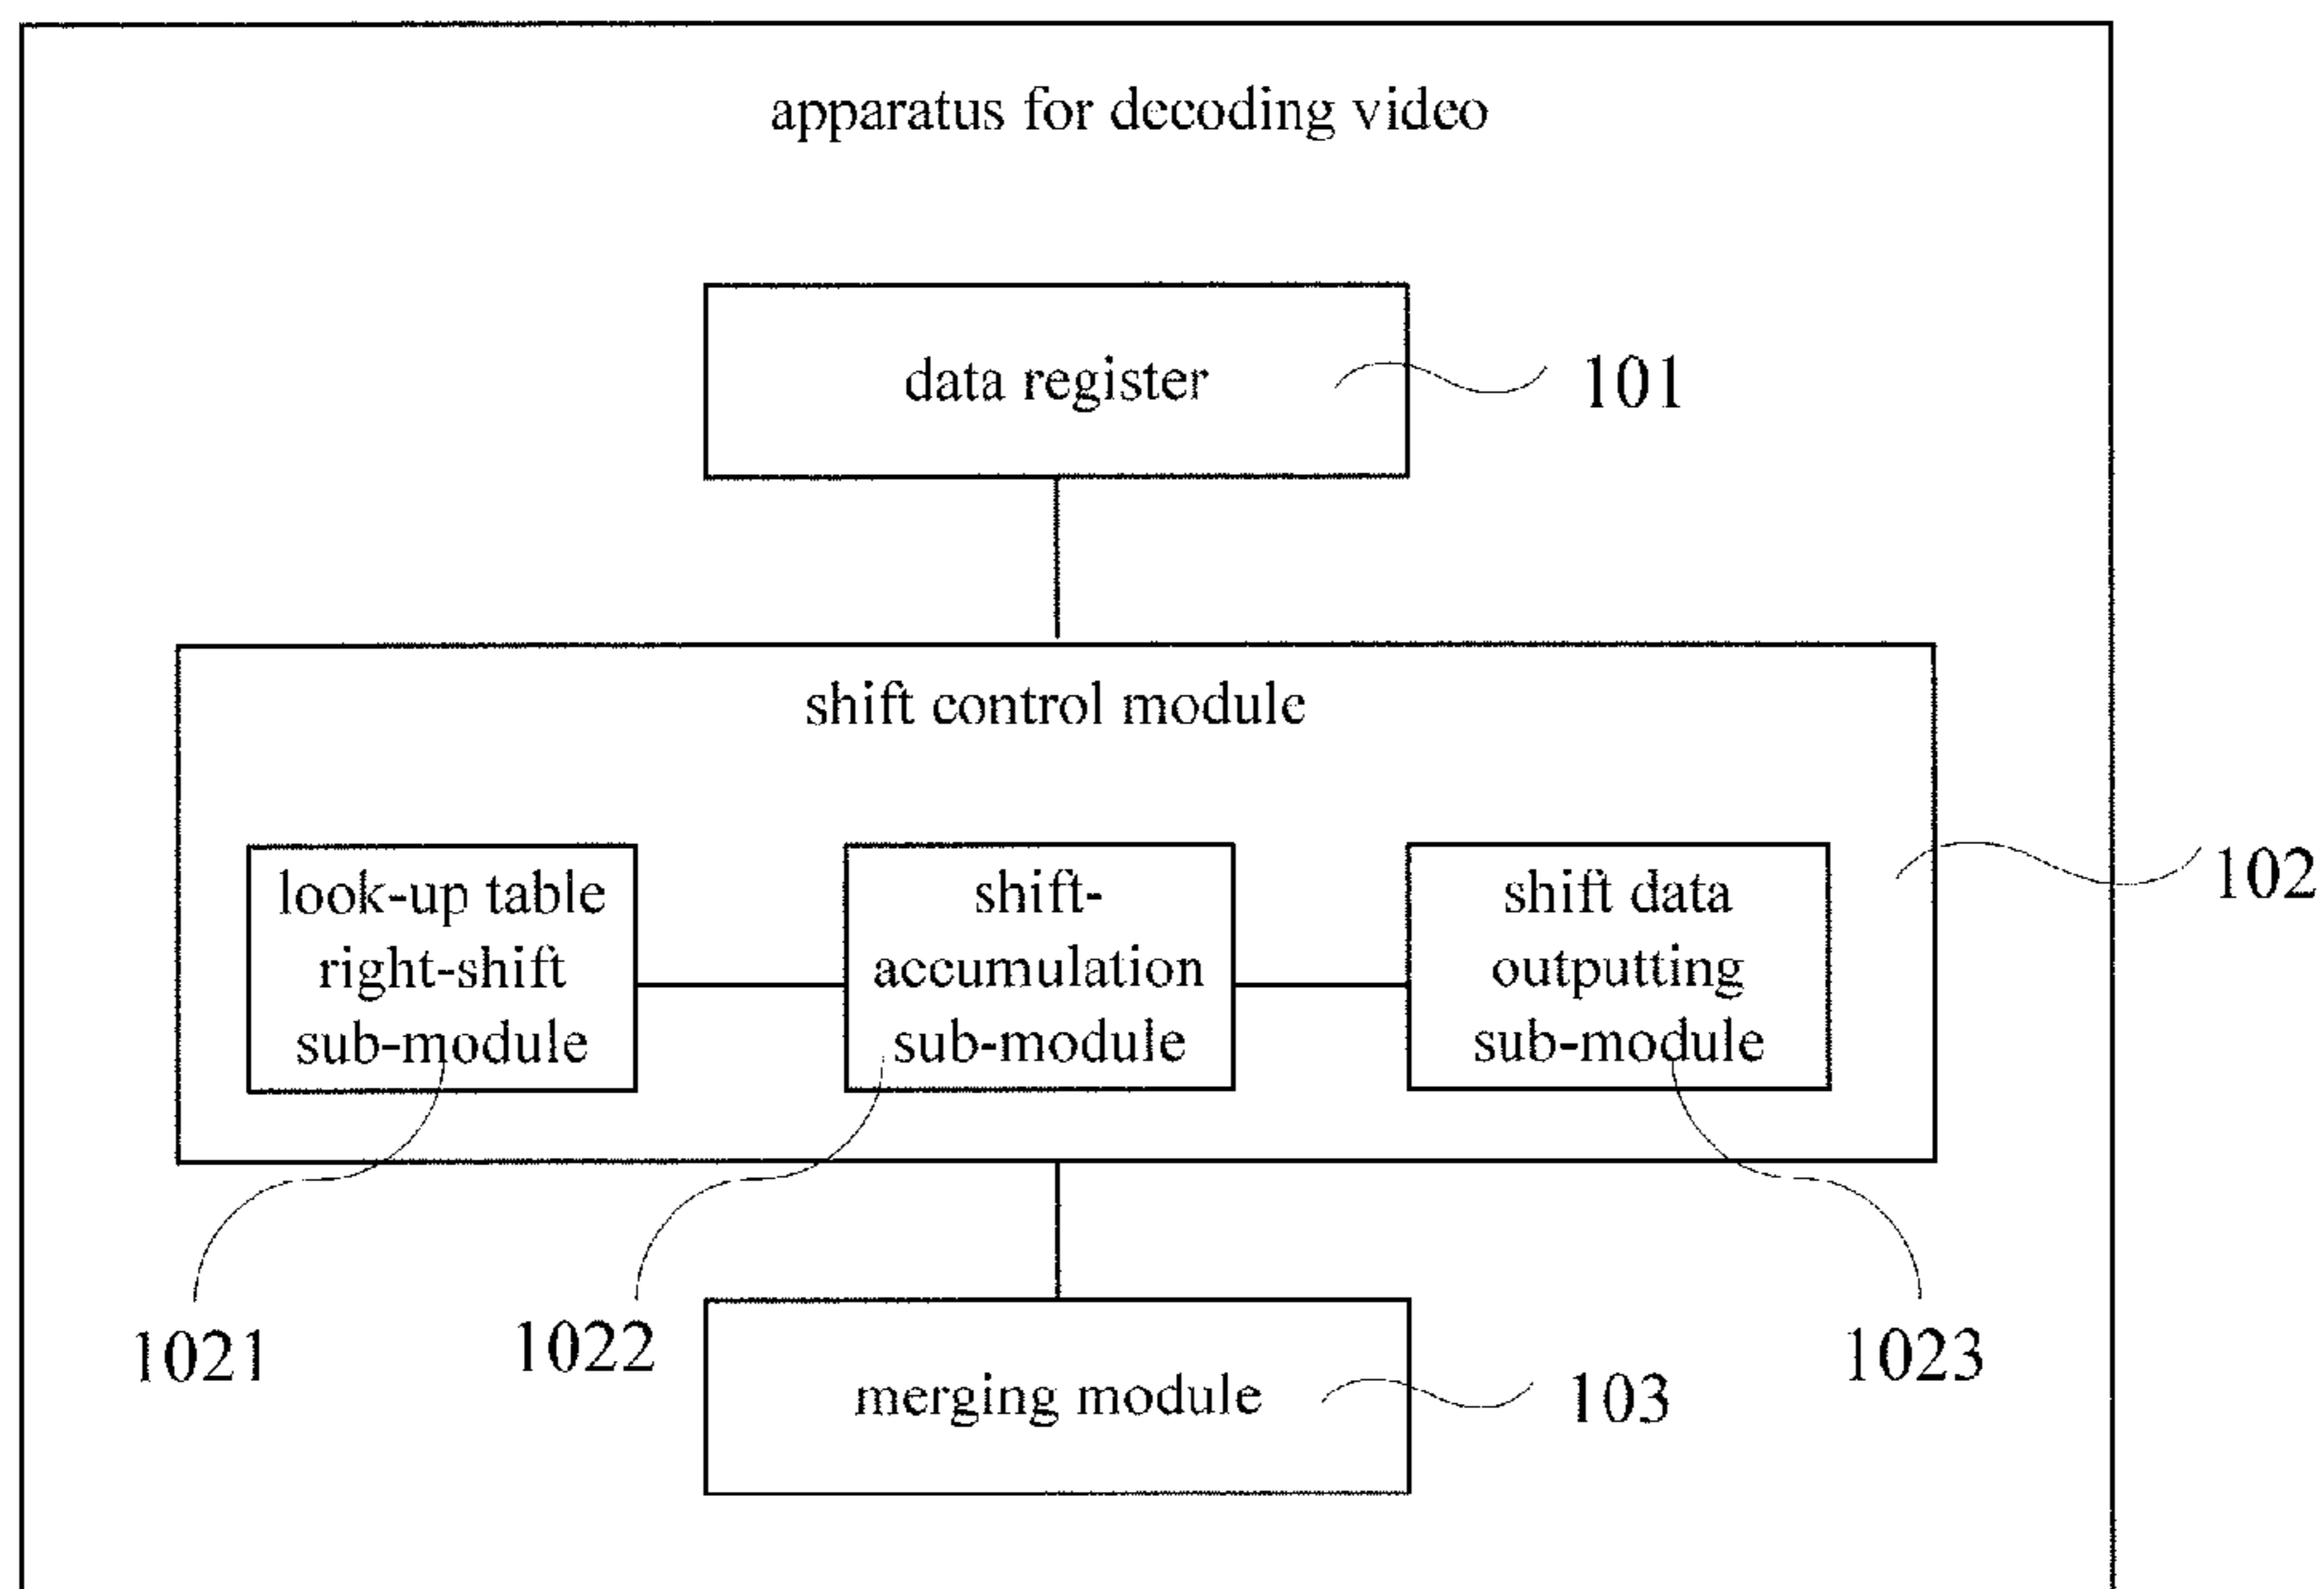 apparatus for decoding video
data register
101
shift control module
look-up table
right-shift
sub-module
shift-
accumulation
sub-module
shift data
outputting
sub-module
102
1021
1022
1023
merging module
103